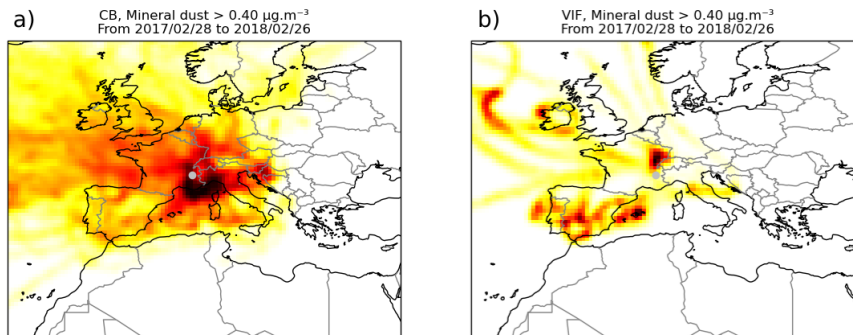 a)
CB, Mineral dust > 0.40 μg.m⁻³
From 2017/02/28 to 2018/02/26
b)
VIF, Mineral dust > 0.40 μg.m⁻³
From 2017/02/28 to 2018/02/26